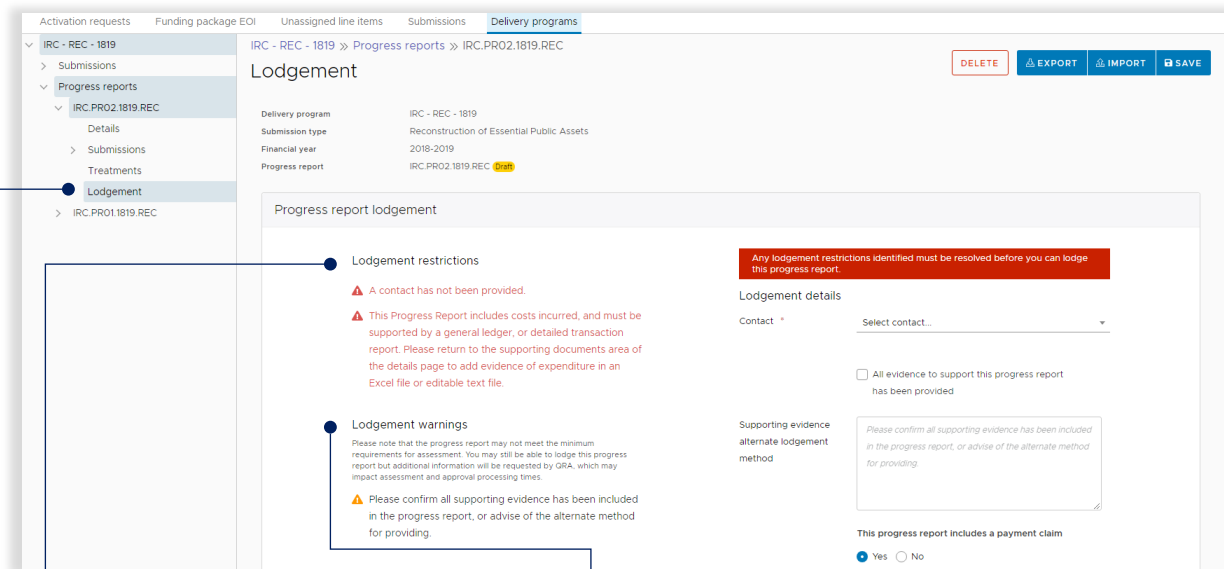 Activation requests Funding package EOI Unassigned line items Submissions Delivery programs
IRC - REC - 1819
Submissions
Progress reports
IRC.PR02.1819.REC
Details
Submissions
Treatments
Lodgement
IRC.PR01.1819.REC
IRC - REC - 1819 » Progress reports » IRC.PR02.1819.REC
Lodgement
DELETE EXPORT IMPORT SAVE
Delivery program IRC - REC - 1819
Submission type Reconstruction of Essential Public Assets
Financial year 2018-2019
Progress report IRC.PR02.1819.REC Draft
Progress report lodgement
Lodgement restrictions
A contact has not been provided.
This Progress Report includes costs incurred, and must be
supported by a general ledger, or detailed transaction
report. Please return to the supporting documents area of
the details page to add evidence of expenditure in an
Excel file or editable text file.
Lodgement warnings
Please note that the progress report may not meet the minimum
requirements for assessment. You may still be able to lodge this progress
report but additional information will be requested by QRA, which may
impact assessment and approval processing times.
Please confirm all supporting evidence has been included
in the progress report, or advise of the alternate method
for providing.
Any lodgement restrictions identified must be resolved before you can lodge
this progress report.
Lodgement details
Contact * Select contact...
All evidence to support this progress report
has been provided
Supporting evidence
alternate lodgement
method
Please confirm all supporting evidence has been included
in the progress report, or advise of the alternate method
for providing.
This progress report includes a payment claim
Yes No